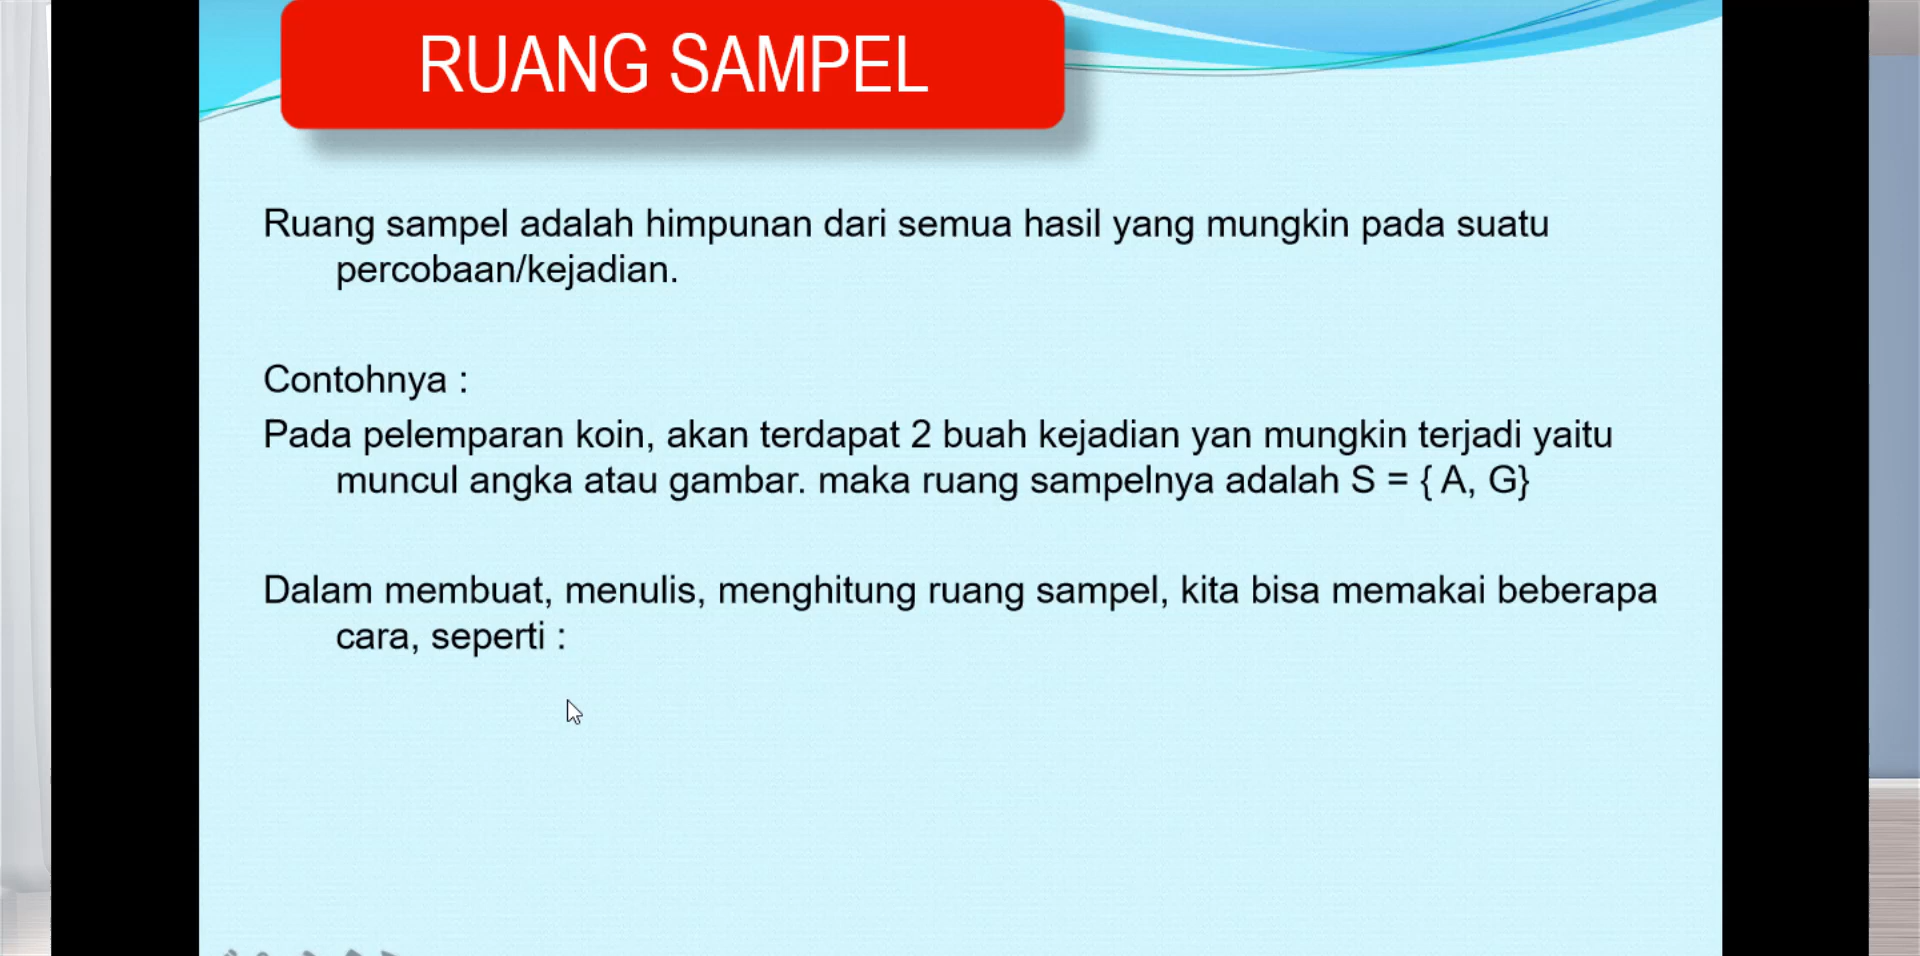 RUANG SAMPEL
Ruang sampel adalah himpunan dari semua hasil yang mungkin pada suatu
percobaan/kejadian.
Contohnya :
Pada pelemparan koin, akan terdapat 2 buah kejadian yan mungkin terjadi yaitu
muncul angka atau gambar. maka ruang sampelnya adalah S = { A, G}
Dalam membuat, menulis, menghitung ruang sampel, kita bisa memakai beberapa
cara, seperti :